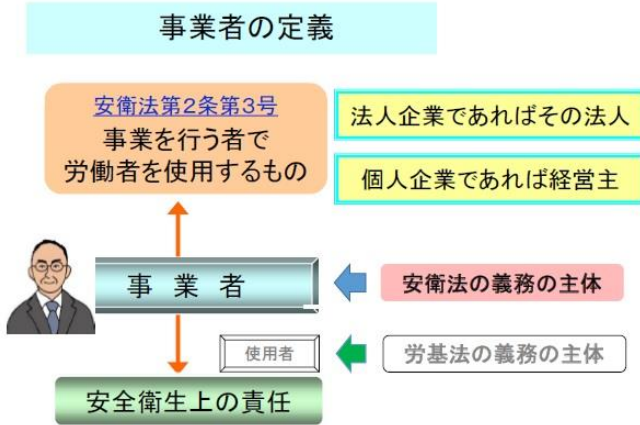 事業者の定義
安衛法第2条第3号
事業を行う者で
労働者を使用するもの
法人企業であればその法人
個人企業であれば経営主
事業者
安衛法の義務の主体
使用者
労基法の義務の主体
安全衛生上の責任